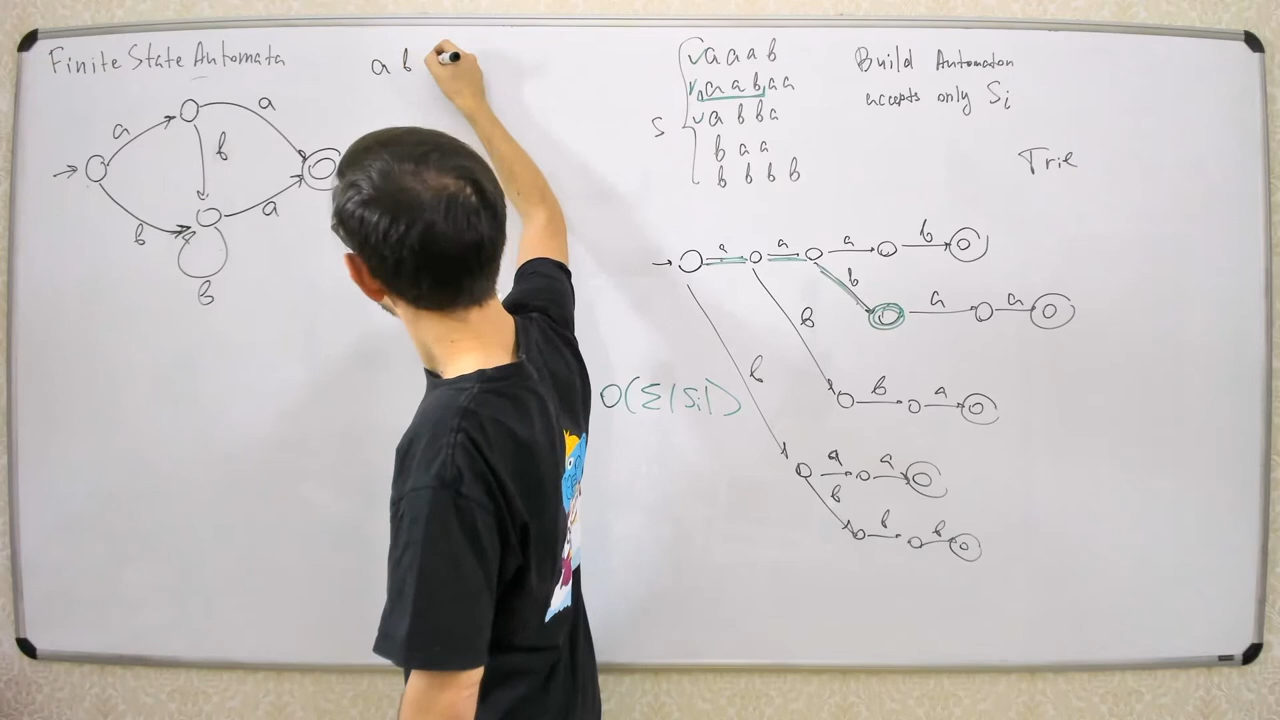 Finite State Automata
a b
a
a
b
a
b
b
S
a a a b
a a b a a
a b b a
b a a
b b b b
Build Automaton
accepts only Si
Trie
a a a b
b a a
b b a
b a a
b b b
O(Σ|Si|)